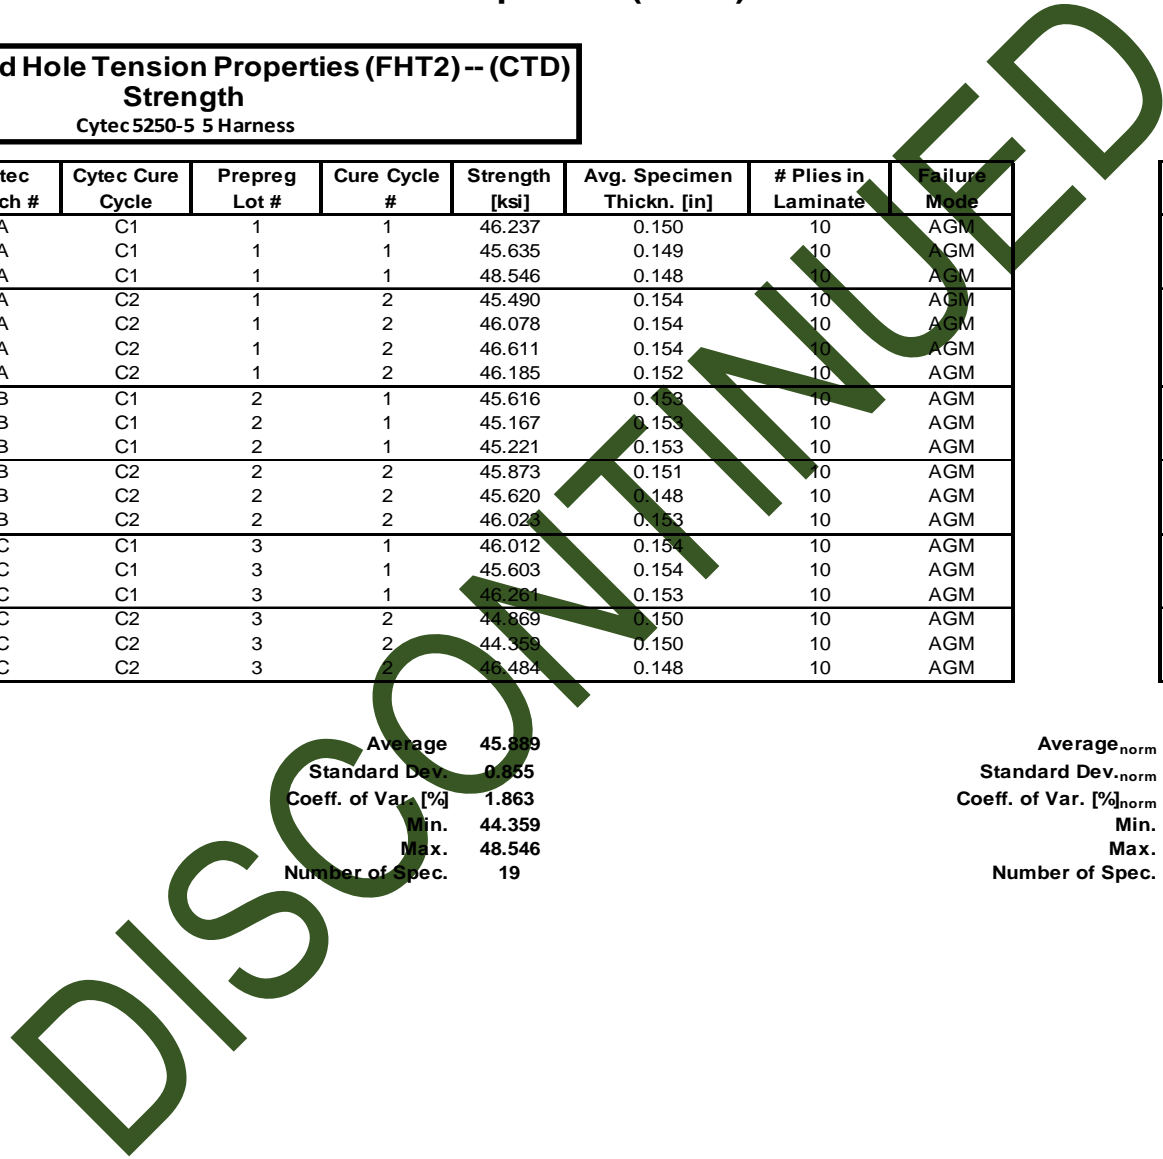 d Hole Tension Properties (FHT2) -- (CTD)
Strength
Cytec 5250-5 5 Harness
tec Cytec Cure Prepreg Cure Cycle Strength Avg. Specimen # Plies in Failure
ch # Cycle Lot # # [ksi] Thickn. [in] Laminate Mode
A C1 1 1 46.237 0.150 10 AGM
A C1 1 1 45.635 0.149 10 AGM
A C1 1 1 48.546 0.148 10 AGM
A C2 1 2 45.490 0.154 10 AGM
A C2 1 2 46.078 0.154 10 AGM
A C2 1 2 46.611 0.154 10 AGM
A C2 1 2 46.185 0.152 10 AGM
B C1 2 1 45.616 0.153 10 AGM
B C1 2 1 45.167 0.153 10 AGM
B C1 2 1 45.221 0.153 10 AGM
B C2 2 2 45.873 0.151 10 AGM
B C2 2 2 45.620 0.148 10 AGM
B C2 2 2 46.023 0.153 10 AGM
C C1 3 1 46.012 0.154 10 AGM
C C1 3 1 45.603 0.154 10 AGM
C C1 3 1 46.261 0.153 10 AGM
C C2 3 2 44.869 0.150 10 AGM
C C2 3 2 44.359 0.150 10 AGM
C C2 3 2 46.484 0.148 10 AGM
Average 45.889 Average norm
Standard Dev. 0.855 Standard Dev. norm
Coeff. of Var. [%] 1.863 Coeff. of Var. [%] norm
Min. 44.359 Min.
Max. 48.546 Max.
Number of Spec. 19 Number of Spec.
DISCONTINUED